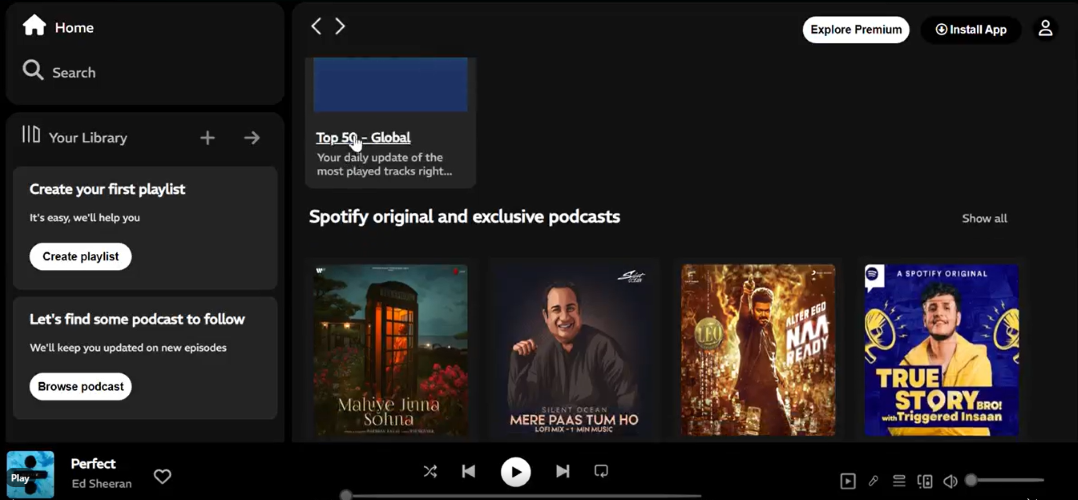 Home
Search
Your Library
Create your first playlist
It's easy, we'll help you
Create playlist
Let's find some podcast to follow
We'll keep you updated on new episodes
Browse podcast
Explore Premium
Install App
Top 50 - Global
Your daily update of the
most played tracks right...
Spotify original and exclusive podcasts
Show all
Mahiye Jinna
Sohna
Silent
Ocean
SILENT OCEAN
MERE PAAS TUM HO
LOFI MIX - 1 MIN MUSIC
LEO
ALTER EGO
NAA
READY
A SPOTIFY ORIGINAL
TRUE
STORY BRO!
with Triggered Insaan
Play
Perfect
Ed Sheeran